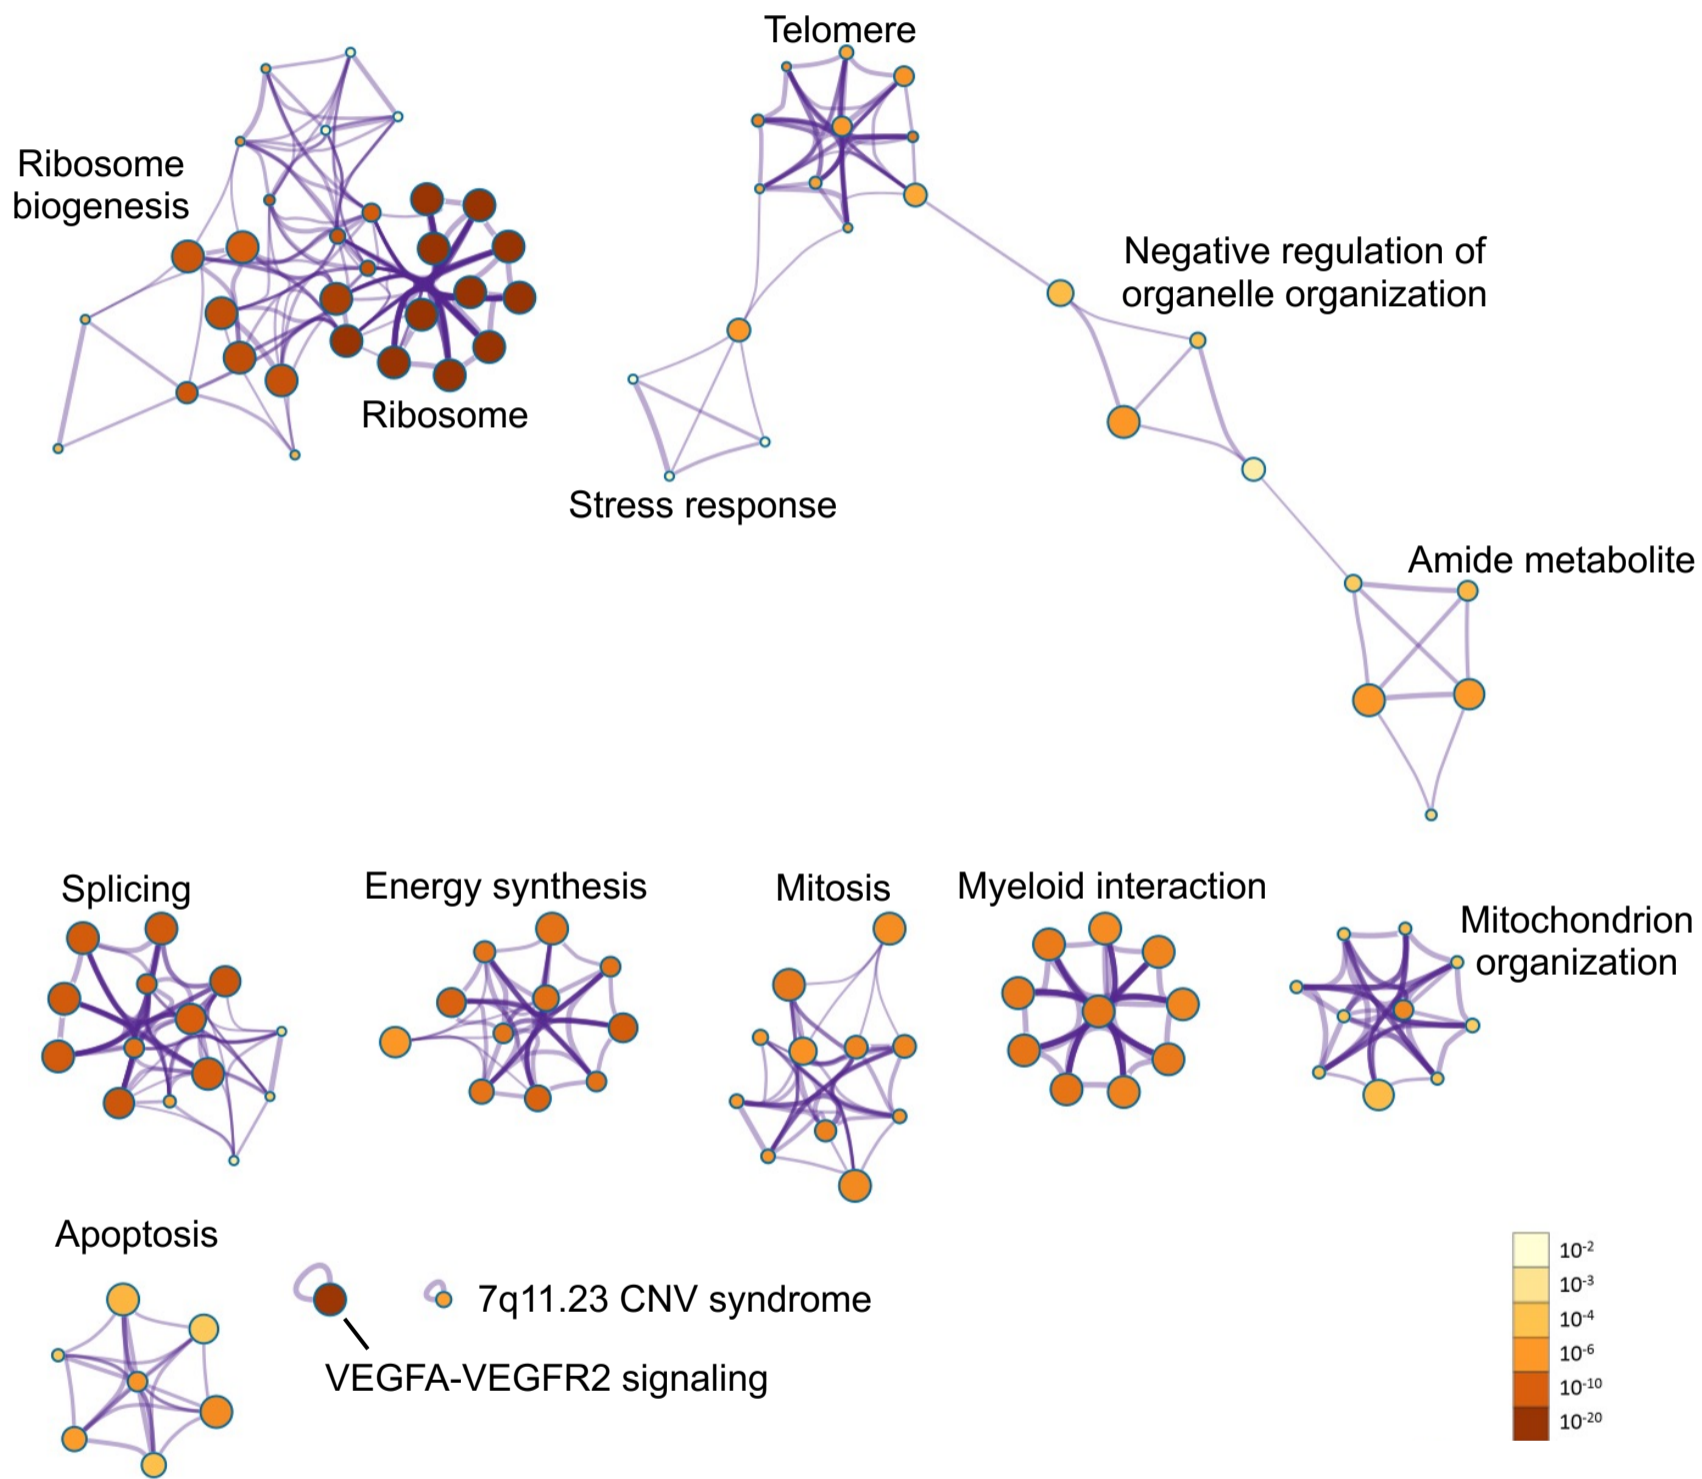 Telomere
Ribosome
biogenesis
Negative regulation of
organelle organization
Ribosome
Stress response
Amide metabolite
Splicing
Energy synthesis
Mitosis
Myeloid interaction
Mitochondrion
organization
Apoptosis
7q11.23 CNV syndrome
VEGFA-VEGFR2 signaling
10⁻²
10⁻³
10⁻⁴
10⁻⁶
10⁻¹⁰
10⁻²⁰